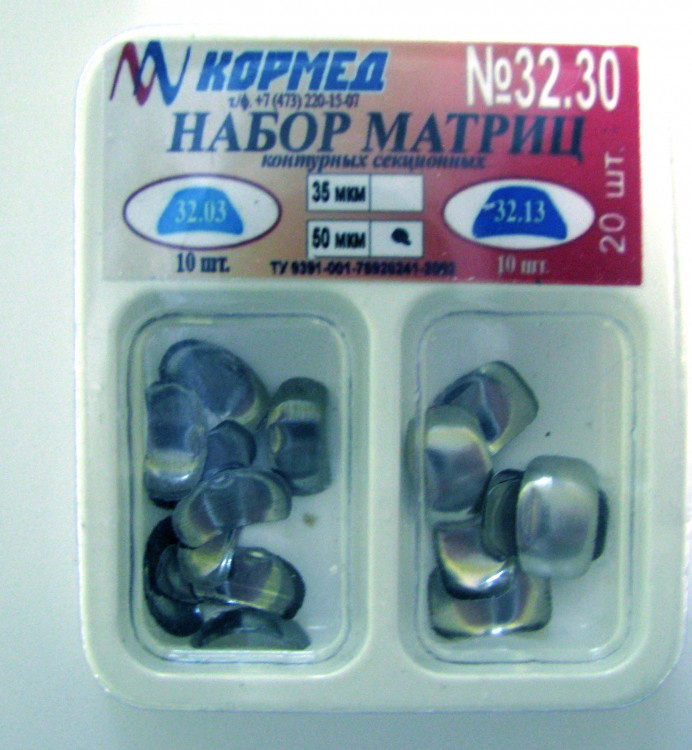 КОРМЕД
№32.30
т/ф. +7 (473) 220-15-07
НАБОР МАТРИЦ
контурных секционных
35 мкм
50 мкм
32.03
10 шт.
32.13
10 шт.
20 шт.